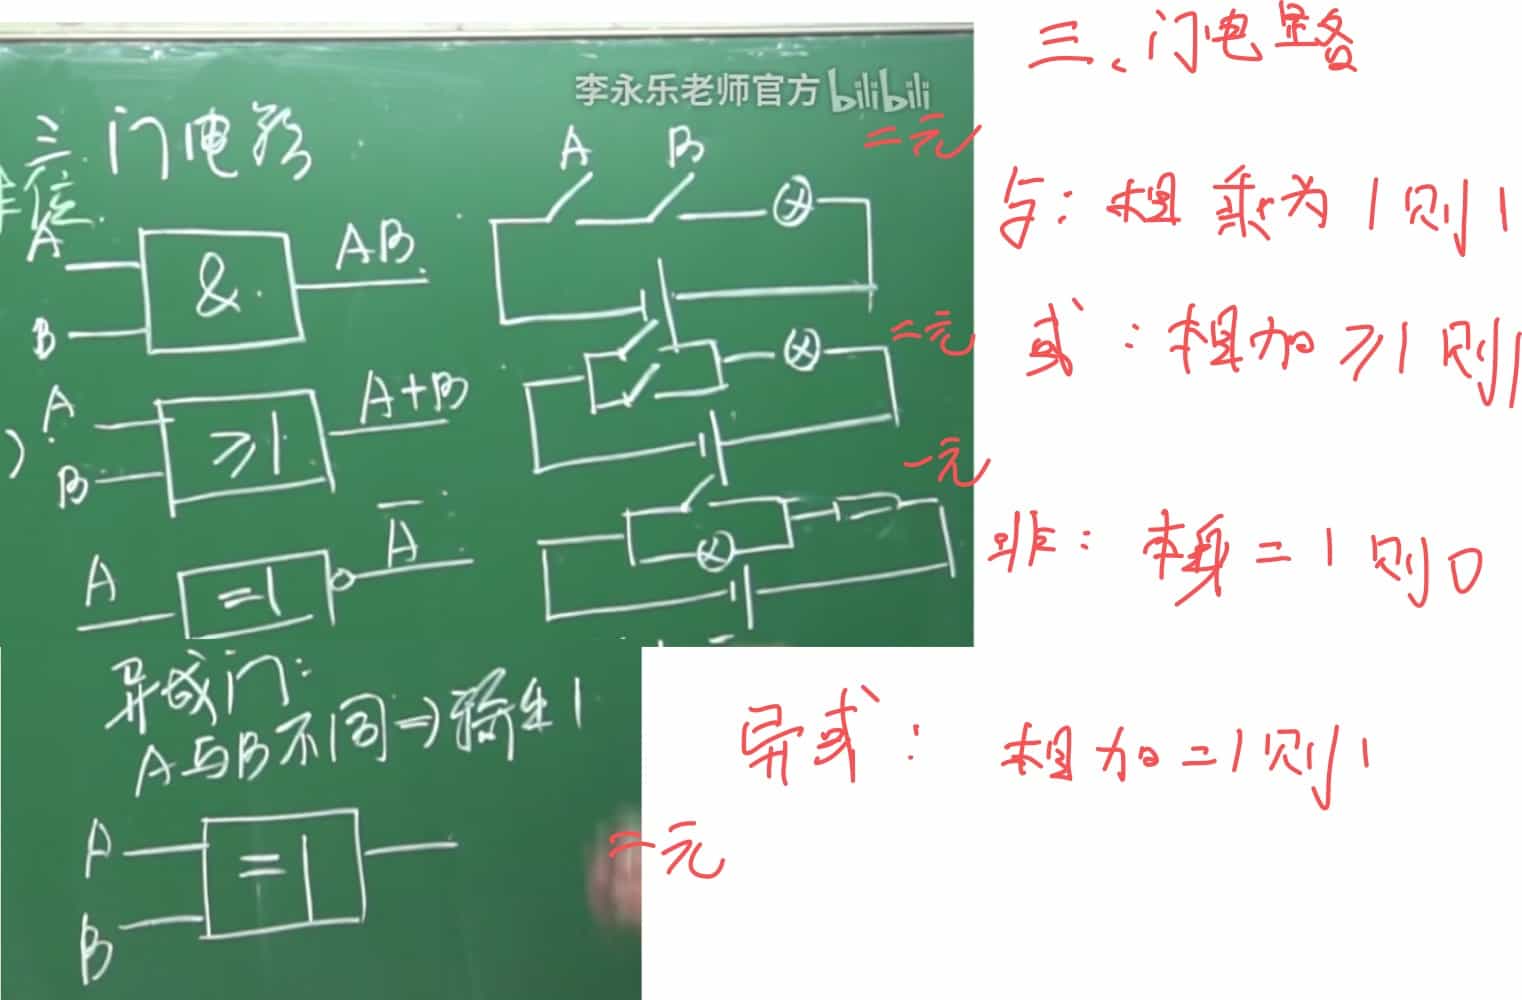 李永乐老师官方 bilibili
三、门电路
三 门电路
位
A B 二元
A
& AB
B
与: 相乘为1则1
A
≥1 A+B
B
二元
或: 相加≥1则1
A =1 A̅
一元
非: 本身=1则0
异或门:
A与B不同⇒输出1
异或: 相加=1则1
A
=1
B
二元